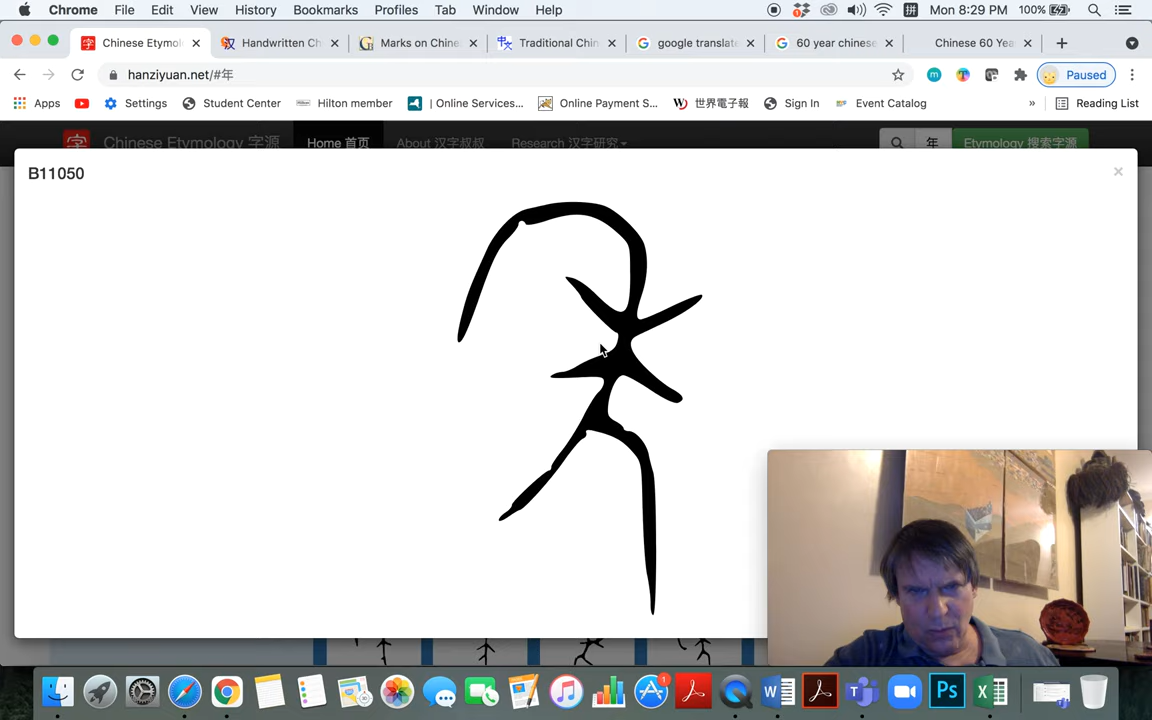 Chrome File Edit View History Bookmarks Profiles Tab Window Help
1
拼
Mon 8:29 PM 100%
Chinese Etymol
Handwritten Ch
Marks on Chine
Traditional Chin
google translate
60 year chinese
Chinese 60 Yea
hanziyuan.net/#年
Paused
Apps
Settings
Student Center
Hilton member
| Online Services...
Online Payment S...
世界電子報
Sign In
Event Catalog
»
Reading List
字 Chinese Etymology 字源
Home 首页
About 汉字叔叔
Research 汉字研究
年
Etymology 搜索字源
B11050
×